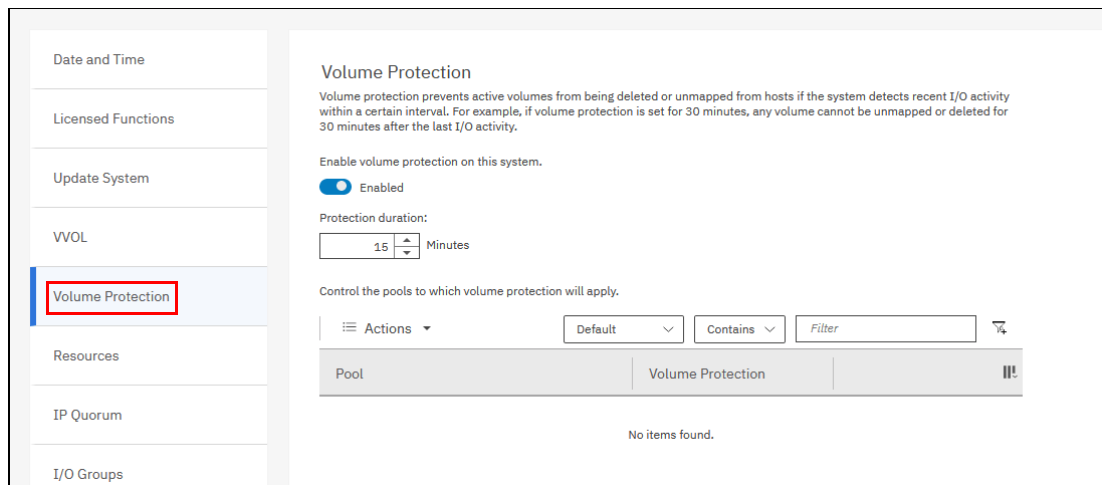 Date and Time
Licensed Functions
Update System
VVOL
Volume Protection
Resources
IP Quorum
I/O Groups
Volume Protection
Volume protection prevents active volumes from being deleted or unmapped from hosts if the system detects recent I/O activity
within a certain interval. For example, if volume protection is set for 30 minutes, any volume cannot be unmapped or deleted for
30 minutes after the last I/O activity.
Enable volume protection on this system.
Enabled
Protection duration:
15 Minutes
Control the pools to which volume protection will apply.
Actions Default Contains Filter
Pool Volume Protection
No items found.